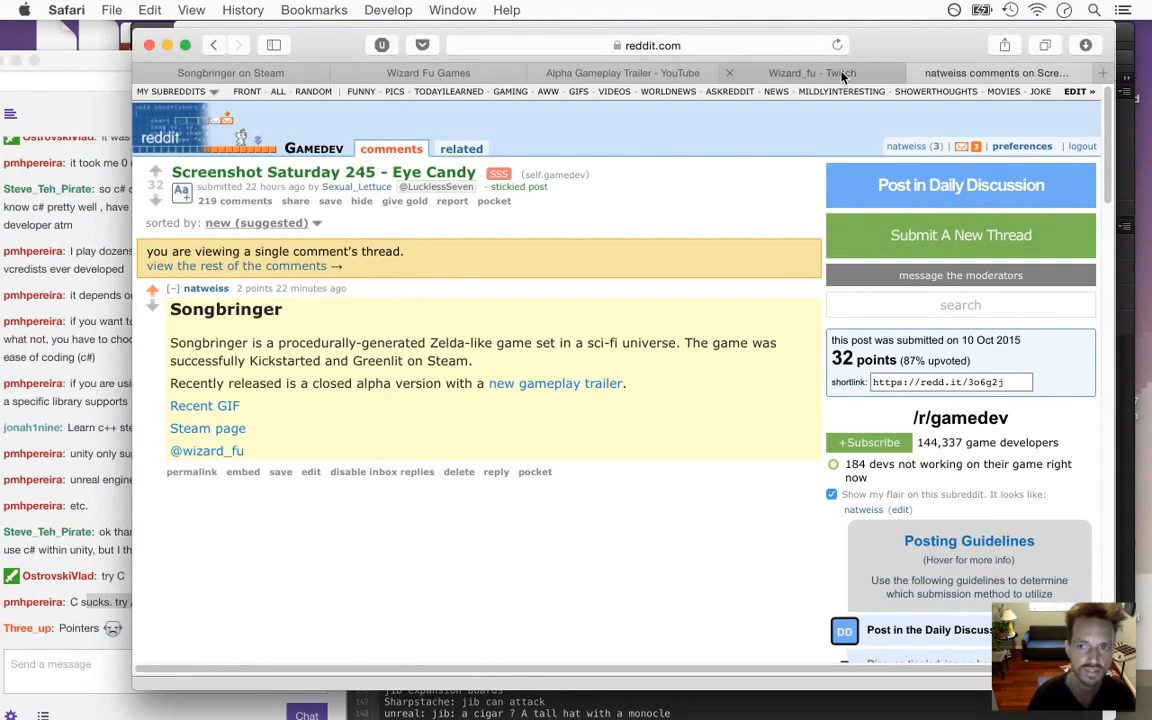 Safari File Edit View History Bookmarks Develop Window Help
reddit.com
Songbringer on Steam Wizard Fu Games Alpha Gameplay Trailer - YouTube Wizard_fu - Twitch natweiss comments on Scre...
MY SUBREDDITS FRONT - ALL - RANDOM | FUNNY - PICS - TODAYILEARNED - GAMING - AWW - GIFS - VIDEOS - WORLDNEWS - ASKREDDIT - NEWS - MILDLYINTERESTING - SHOWERTHOUGHTS - MOVIES - JOKE EDIT »
reddit GAMEDEV comments related
natweiss (3) | 3 | preferences | logout
Screenshot Saturday 245 - Eye Candy SSS (self.gamedev)
32
Aa+
submitted 22 hours ago by Sexual_Lettuce @LucklessSeven - stickied post
219 comments share save hide give gold report pocket
sorted by: new (suggested)
you are viewing a single comment's thread.
view the rest of the comments →
[–] natweiss 2 points 22 minutes ago
Songbringer
Songbringer is a procedurally-generated Zelda-like game set in a sci-fi universe. The game was
successfully Kickstarted and Greenlit on Steam.
Recently released is a closed alpha version with a new gameplay trailer.
Recent GIF
Steam page
@wizard_fu
permalink embed save edit disable inbox replies delete reply pocket
Post in Daily Discussion
Submit A New Thread
message the moderators
search
this post was submitted on 10 Oct 2015
32 points (87% upvoted)
shortlink: https://redd.it/3o6g2j
/r/gamedev
+Subscribe 144,337 game developers
184 devs not working on their game right
now
Show my flair on this subreddit. It looks like:
natweiss (edit)
Posting Guidelines
(Hover for more info)
Use the following guidelines to determine
which submission method to utilize
DD Post in the Daily Discuss
OstrovskiVlad: it was
pmhpereira: it took me 0
Steve_Teh_Pirate: so c#
know c# pretty well , have
developer atm
pmhpereira: I play dozens
vcredists ever developed
pmhpereira: it depends o
pmhpereira: if you want t
what not, you have to choo
ease of coding (c#)
pmhpereira: if you are usi
a specific library supports
jonah1nine: Learn c++ ste
pmhpereira: unity only su
pmhpereira: unreal engine
pmhpereira: etc.
Steve_Teh_Pirate: ok than
use c# within unity, but I th
OstrovskiVlad: try C
pmhpereira: C sucks. try
Three_up: Pointers
Send a message
Chat
jib expansion boards
147 Sharpstache: jib can attack
148 unreal: jib: a cigar ? A tall hat with a monocle